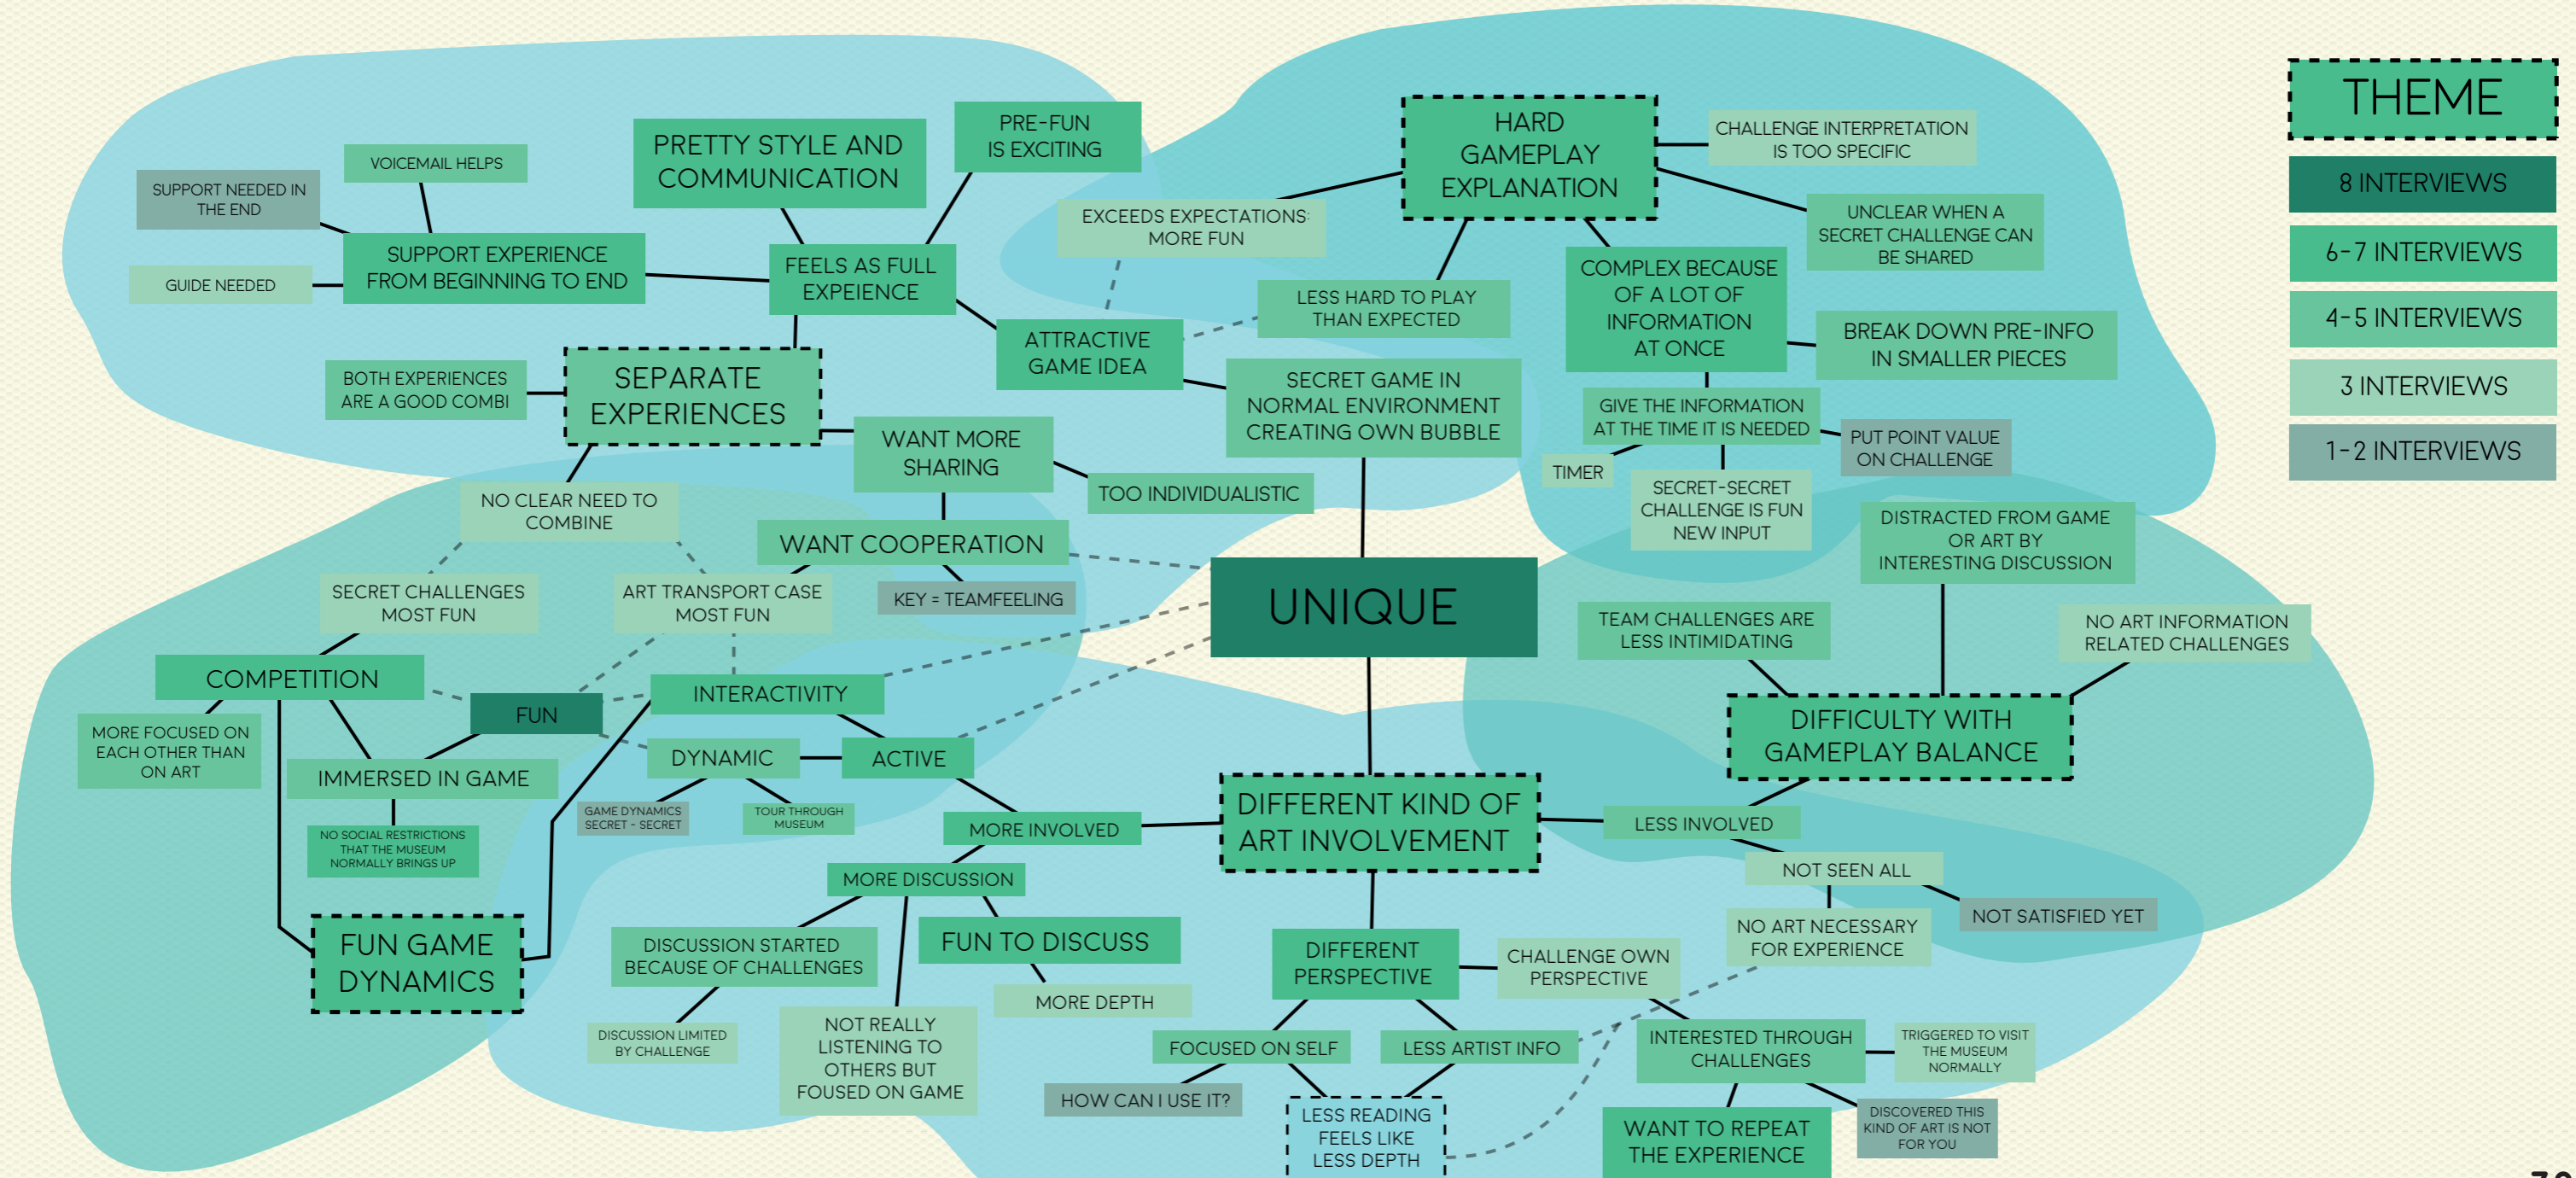 PRETTY STYLE AND
COMMUNICATION
PRE-FUN
IS EXCITING
VOICEMAIL HELPS
SUPPORT NEEDED IN
THE END
SUPPORT EXPERIENCE
FROM BEGINNING TO END
GUIDE NEEDED
FEELS AS FULL
EXPEIENCE
ATTRACTIVE
GAME IDEA
BOTH EXPERIENCES
ARE A GOOD COMBI
SEPARATE
EXPERIENCES
WANT MORE
SHARING
TOO INDIVIDUALISTIC
NO CLEAR NEED TO
COMBINE
WANT COOPERATION
KEY = TEAMFEELING
HARD
GAMEPLAY
EXPLANATION
CHALLENGE INTERPRETATION
IS TOO SPECIFIC
EXCEEDS EXPECTATIONS:
MORE FUN
UNCLEAR WHEN A
SECRET CHALLENGE CAN
BE SHARED
LESS HARD TO PLAY
THAN EXPECTED
COMPLEX BECAUSE
OF A LOT OF
INFORMATION
AT ONCE
BREAK DOWN PRE-INFO
IN SMALLER PIECES
SECRET GAME IN
NORMAL ENVIRONMENT
CREATING OWN BUBBLE
GIVE THE INFORMATION
AT THE TIME IT IS NEEDED
PUT POINT VALUE
ON CHALLENGE
TIMER
SECRET-SECRET
CHALLENGE IS FUN
NEW INPUT
THEME
8 INTERVIEWS
6-7 INTERVIEWS
4-5 INTERVIEWS
3 INTERVIEWS
1-2 INTERVIEWS
UNIQUE
SECRET CHALLENGES
MOST FUN
ART TRANSPORT CASE
MOST FUN
COMPETITION
FUN
INTERACTIVITY
MORE FOCUSED ON
EACH OTHER THAN
ON ART
IMMERSED IN GAME
DYNAMIC
ACTIVE
NO SOCIAL RESTRICTIONS
THAT THE MUSEUM
NORMALLY BRINGS UP
GAME DYNAMICS
SECRET - SECRET
TOUR THROUGH
MUSEUM
FUN GAME
DYNAMICS
DISTRACTED FROM GAME
OR ART BY
INTERESTING DISCUSSION
TEAM CHALLENGES ARE
LESS INTIMIDATING
NO ART INFORMATION
RELATED CHALLENGES
DIFFICULTY WITH
GAMEPLAY BALANCE
DIFFERENT KIND OF
ART INVOLVEMENT
MORE INVOLVED
LESS INVOLVED
MORE DISCUSSION
NOT SEEN ALL
NOT SATISFIED YET
NO ART NECESSARY
FOR EXPERIENCE
DISCUSSION STARTED
BECAUSE OF CHALLENGES
FUN TO DISCUSS
MORE DEPTH
DISCUSSION LIMITED
BY CHALLENGE
NOT REALLY
LISTENING TO
OTHERS BUT
FOUSED ON GAME
DIFFERENT
PERSPECTIVE
CHALLENGE OWN
PERSPECTIVE
FOCUSED ON SELF
LESS ARTIST INFO
HOW CAN I USE IT?
LESS READING
FEELS LIKE
LESS DEPTH
INTERESTED THROUGH
CHALLENGES
TRIGGERED TO VISIT
THE MUSEUM
NORMALLY
WANT TO REPEAT
THE EXPERIENCE
DISCOVERED THIS
KIND OF ART IS NOT
FOR YOU